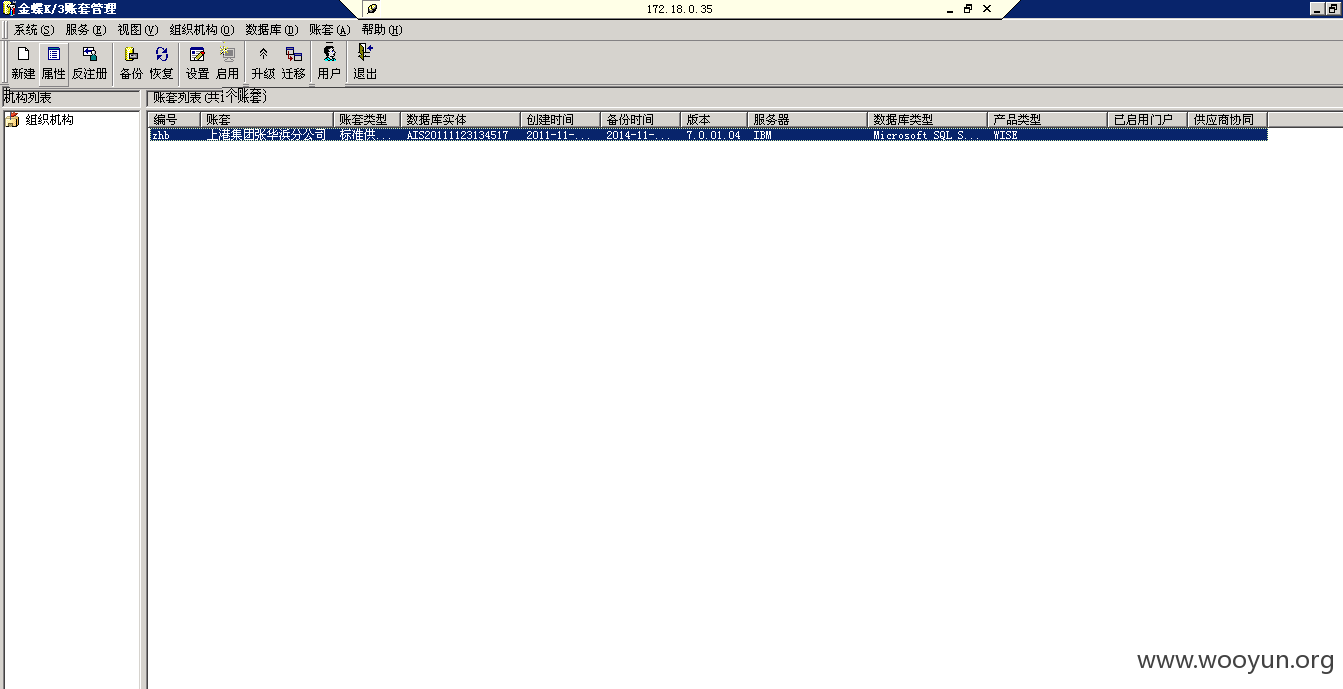 金蝶K/3账套管理
172.18.0.35
系统(S) 服务(E) 视图(V) 组织机构(O) 数据库(D) 账套(A) 帮助(H)
新建 属性 反注册 备份 恢复 设置 启用 升级 迁移 用户 退出
机构列表 账套列表(共1个账套)
组织机构
编号 账套 账套类型 数据库实体 创建时间 备份时间 版本 服务器 数据库类型 产品类型 已启用门户 供应商协同
zhb 上港集团张华浜分公司 标准供... AIS20111123134517 2011-11-... 2014-11-... 7.0.01.04 IBM Microsoft SQL S... WISE
www.wooyun.org